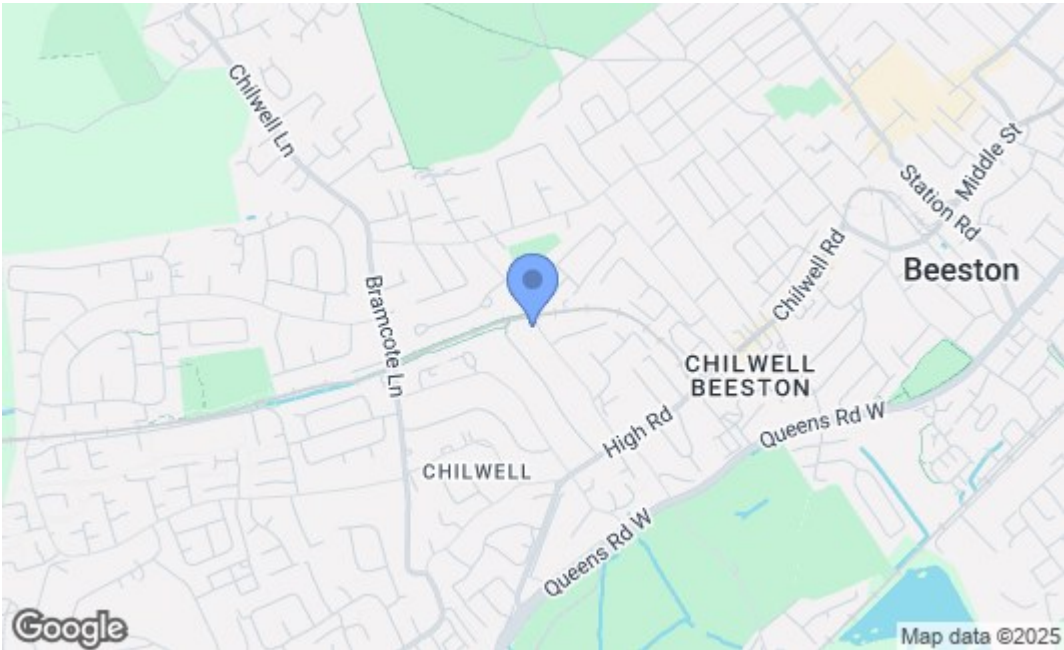 Chilwell Ln
Middle St
Station Rd
Beeston
Chilwell Rd
Bramcote Ln
CHILWELL
BEESTON
Queens Rd W
High Rd
CHILWELL
Queens Rd W
Google
Map data ©2025